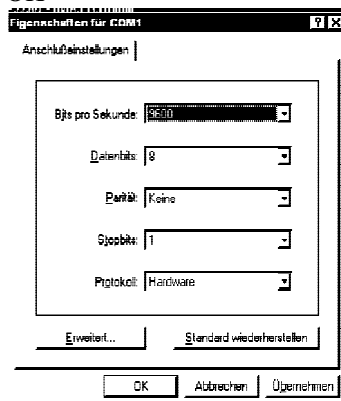 Eigenschaften für COM1
Anschlußeinstellungen
Bits pro Sekunde: 9600
Datenbits: 8
Parität: Keine
Stopbits: 1
Protokoll: Hardware
Erweitert...
Standard wiederherstellen
OK
Abbrechen
Übernehmen